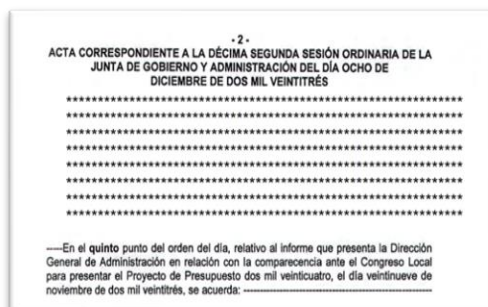 - 2 -
ACTA CORRESPONDIENTE A LA DÉCIMA SEGUNDA SESIÓN ORDINARIA DE LA
JUNTA DE GOBIERNO Y ADMINISTRACIÓN DEL DÍA OCHO DE
DICIEMBRE DE DOS MIL VEINTITRÉS
**************************************************************
**************************************************************
**************************************************************
**************************************************************
**************************************************************
**************************************************************
**************************************************************
**************************************************************
-----En el quinto punto del orden del día, relativo al informe que presenta la Dirección
General de Administración en relación con la comparecencia ante el Congreso Local
para presentar el Proyecto de Presupuesto dos mil veinticuatro, el día veintinueve de
noviembre de dos mil veintitrés, se acuerda: ----------------------------------------